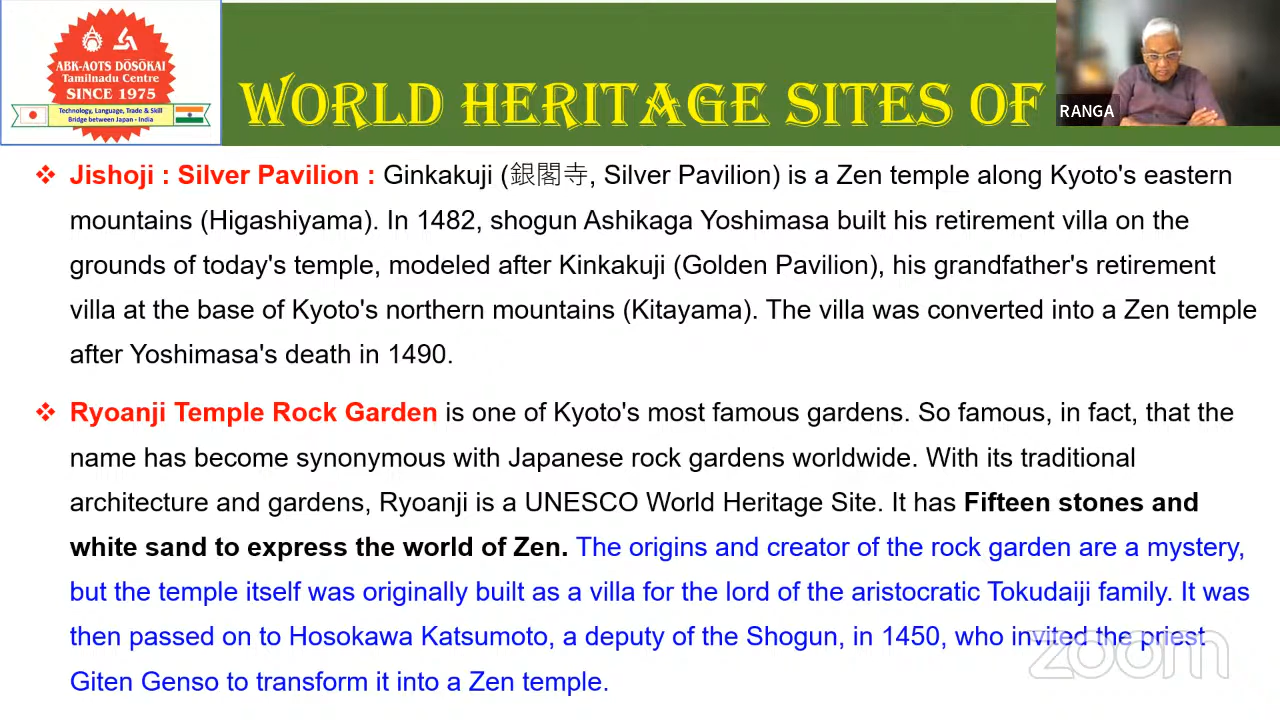 ABK-AOTS DŌSŌKAI
Tamilnadu Centre
SINCE 1975
Technology, Language, Trade & Skill
Bridge between Japan - India
WORLD HERITAGE SITES OF
RANGA
❖ Jishoji : Silver Pavilion : Ginkakuji (銀閣寺, Silver Pavilion) is a Zen temple along Kyoto's eastern
mountains (Higashiyama). In 1482, shogun Ashikaga Yoshimasa built his retirement villa on the
grounds of today's temple, modeled after Kinkakuji (Golden Pavilion), his grandfather's retirement
villa at the base of Kyoto's northern mountains (Kitayama). The villa was converted into a Zen temple
after Yoshimasa's death in 1490.
❖ Ryoanji Temple Rock Garden is one of Kyoto's most famous gardens. So famous, in fact, that the
name has become synonymous with Japanese rock gardens worldwide. With its traditional
architecture and gardens, Ryoanji is a UNESCO World Heritage Site. It has Fifteen stones and
white sand to express the world of Zen. The origins and creator of the rock garden are a mystery,
but the temple itself was originally built as a villa for the lord of the aristocratic Tokudaiji family. It was
then passed on to Hosokawa Katsumoto, a deputy of the Shogun, in 1450, who invited the priest
Giten Genso to transform it into a Zen temple.
zoom